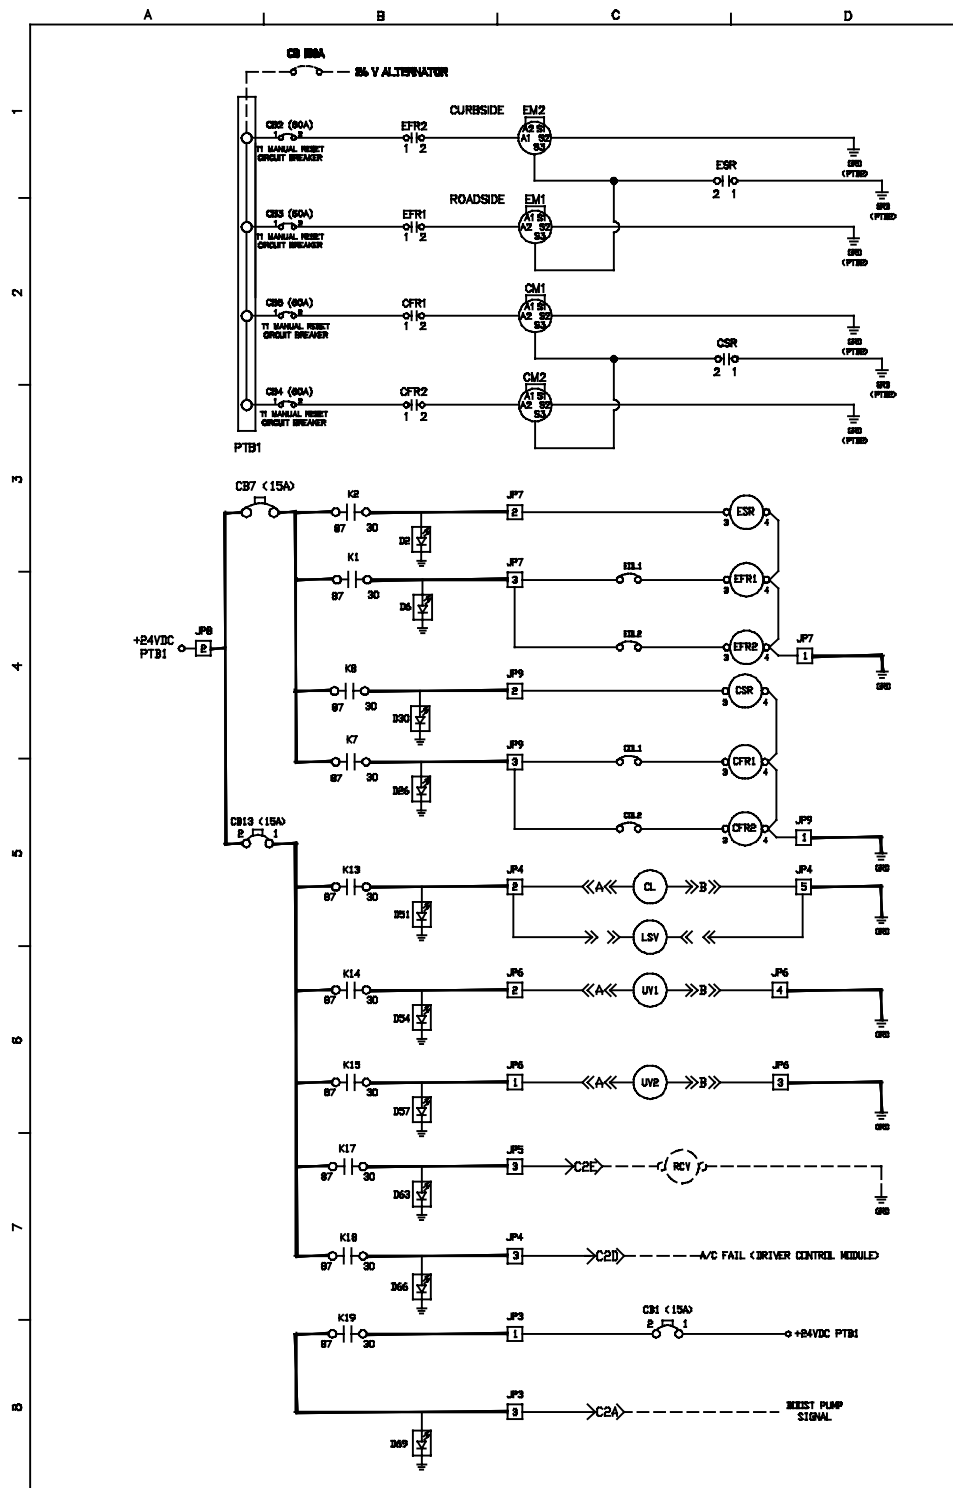 A B C D
24 V ALTERNATOR
1
CURBSIDE EM2
CB2 (60A) EFR2 A2 S1
1 2 A1 S2
T1 MANUAL RESET 1 2 S3
CIRCUIT BREAKER
GRD
ESR
2 1
ROADSIDE EM1
CB3 (60A) EFR1 A1 S1
1 2 A2 S2
T1 MANUAL RESET 1 2 S3
CIRCUIT BREAKER
GRD
2
CM1
CB5 (60A) CFR1 A1 S1
1 2 A2 S2
T1 MANUAL RESET 1 2 S3
CIRCUIT BREAKER
GRD
CSR
2 1
CM2
CB4 (60A) CFR2 A1 S1
1 2 A2 S2
T1 MANUAL RESET 1 2 S3
CIRCUIT BREAKER
GRD
PTB1
3
CB7 (15A) K2 JP7
87 30 2 3 ESR 4
D2
K1 JP7
87 30 3 3 EFR1 4
D6
+24VDC JP8
PTB1 2
3 EFR2 4 JP7
1
GRD
4
K8 JP9
87 30 2 3 CSR 4
D30
K7 JP9
87 30 3 3 CFR1 4
D26
CB13 (15A)
2 1
3 CFR2 4 JP9
1
GRD
5
K13 JP4 JP4
87 30 2 A CL B 5
D51
GRD
LSV
K14 JP6 JP6
87 30 2 A UV1 B 4
D54
GRD
6
K15 JP6 JP6
87 30 1 A UV2 B 3
D57
GRD
K17 JP5
87 30 3 C2E RCV
D63
GRD
7
K18 JP4
87 30 3 C2D A/C FAIL (DRIVER CONTROL MODULE)
D66
CB1 (15A)
2 1
K19 JP3
87 30 1 +24VDC PTB1
8
JP3
3 C2A BOOST PUMP
SIGNAL
D69